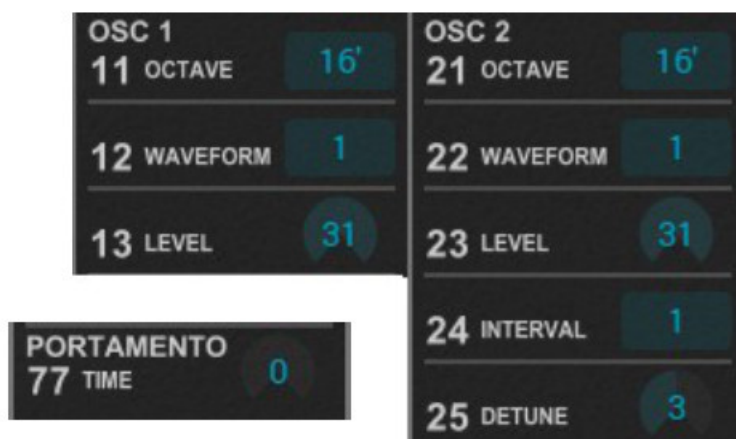 OSC 1
11 OCTAVE 16'
12 WAVEFORM 1
13 LEVEL 31
OSC 2
21 OCTAVE 16'
22 WAVEFORM 1
23 LEVEL 31
24 INTERVAL 1
25 DETUNE 3
PORTAMENTO
77 TIME 0